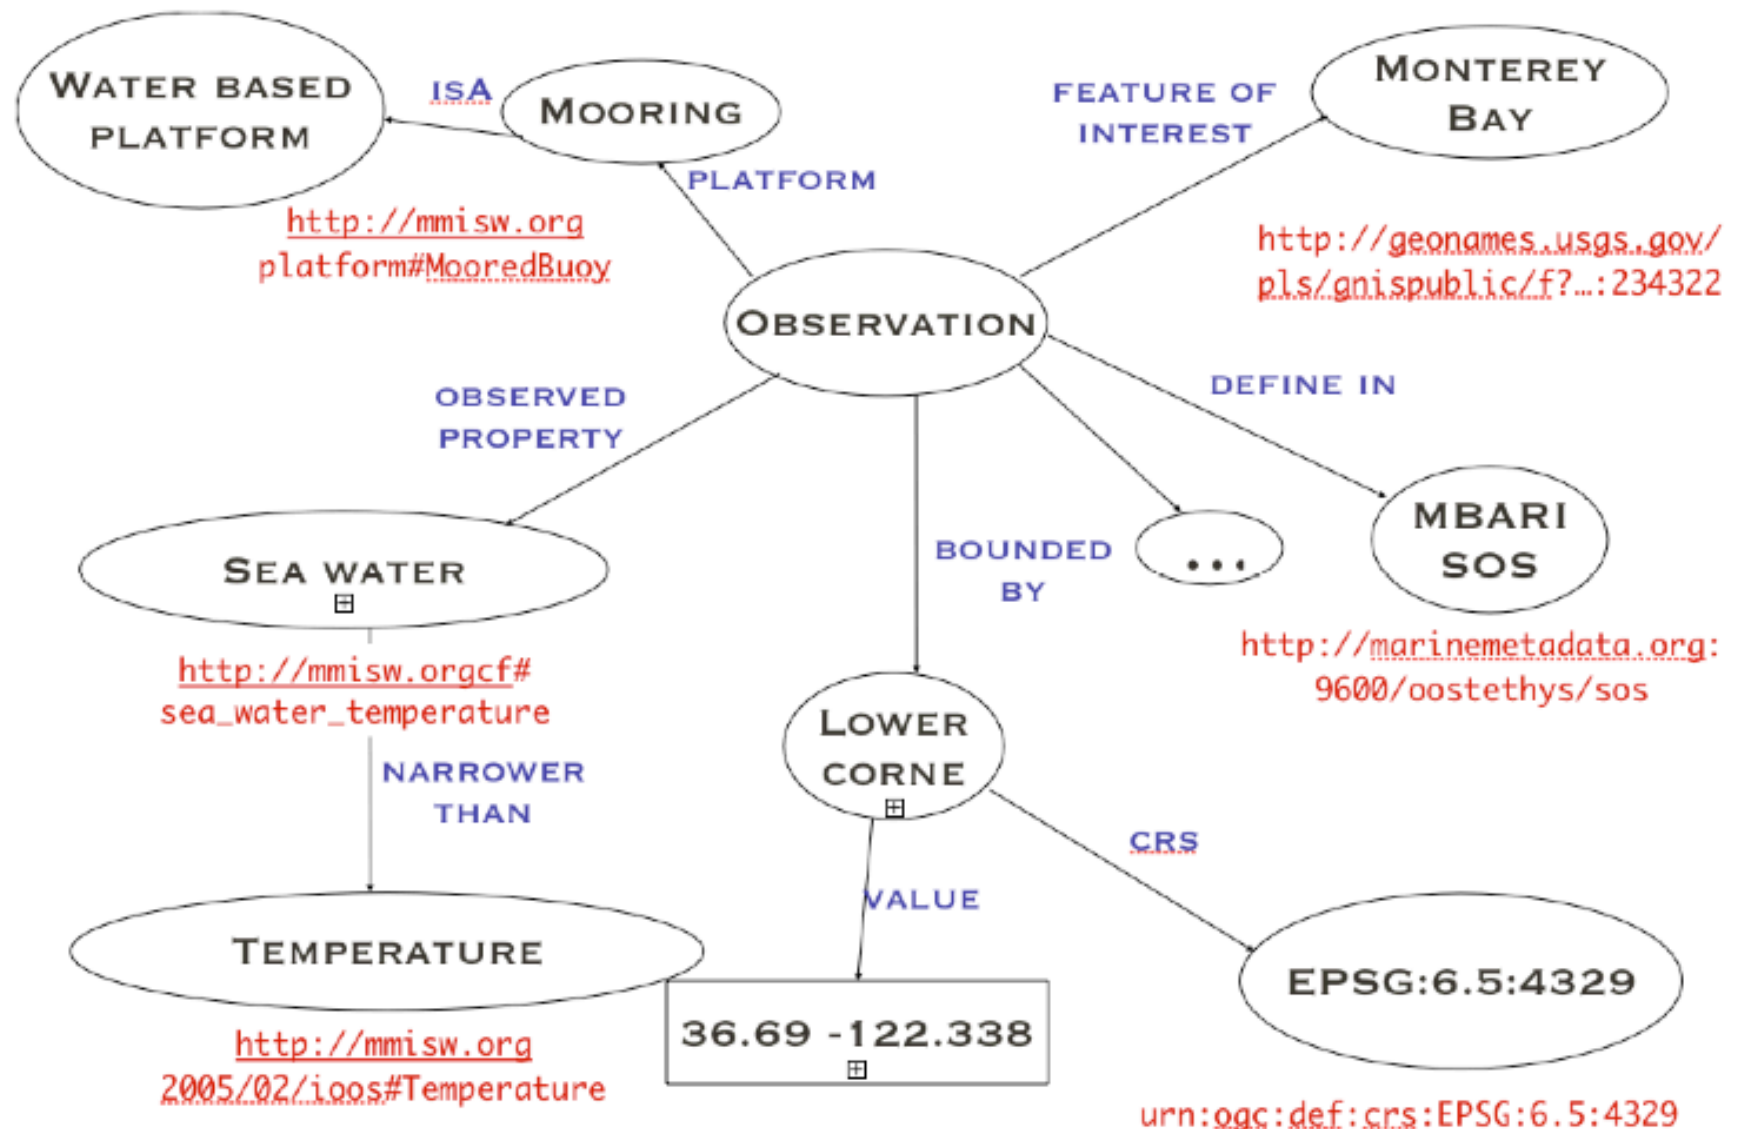 WATER BASED
PLATFORM
ISA
MOORING
PLATFORM
http://mmisw.org
platform#MooredBuoy
FEATURE OF
INTEREST
MONTEREY
BAY
http://geonames.usgs.gov/
pls/gnispublic/f?...:234322
OBSERVATION
OBSERVED
PROPERTY
DEFINE IN
SEA WATER
http://mmisw.orgcf#
sea_water_temperature
BOUNDED
BY
...
MBARI
SOS
http://marinemetadata.org:
9600/oostethys/sos
NARROWER
THAN
LOWER
CORNE
CRS
VALUE
TEMPERATURE
http://mmisw.org
2005/02/ioos#Temperature
36.69 -122.338
EPSG:6.5:4329
urn:ogc:def:crs:EPSG:6.5:4329